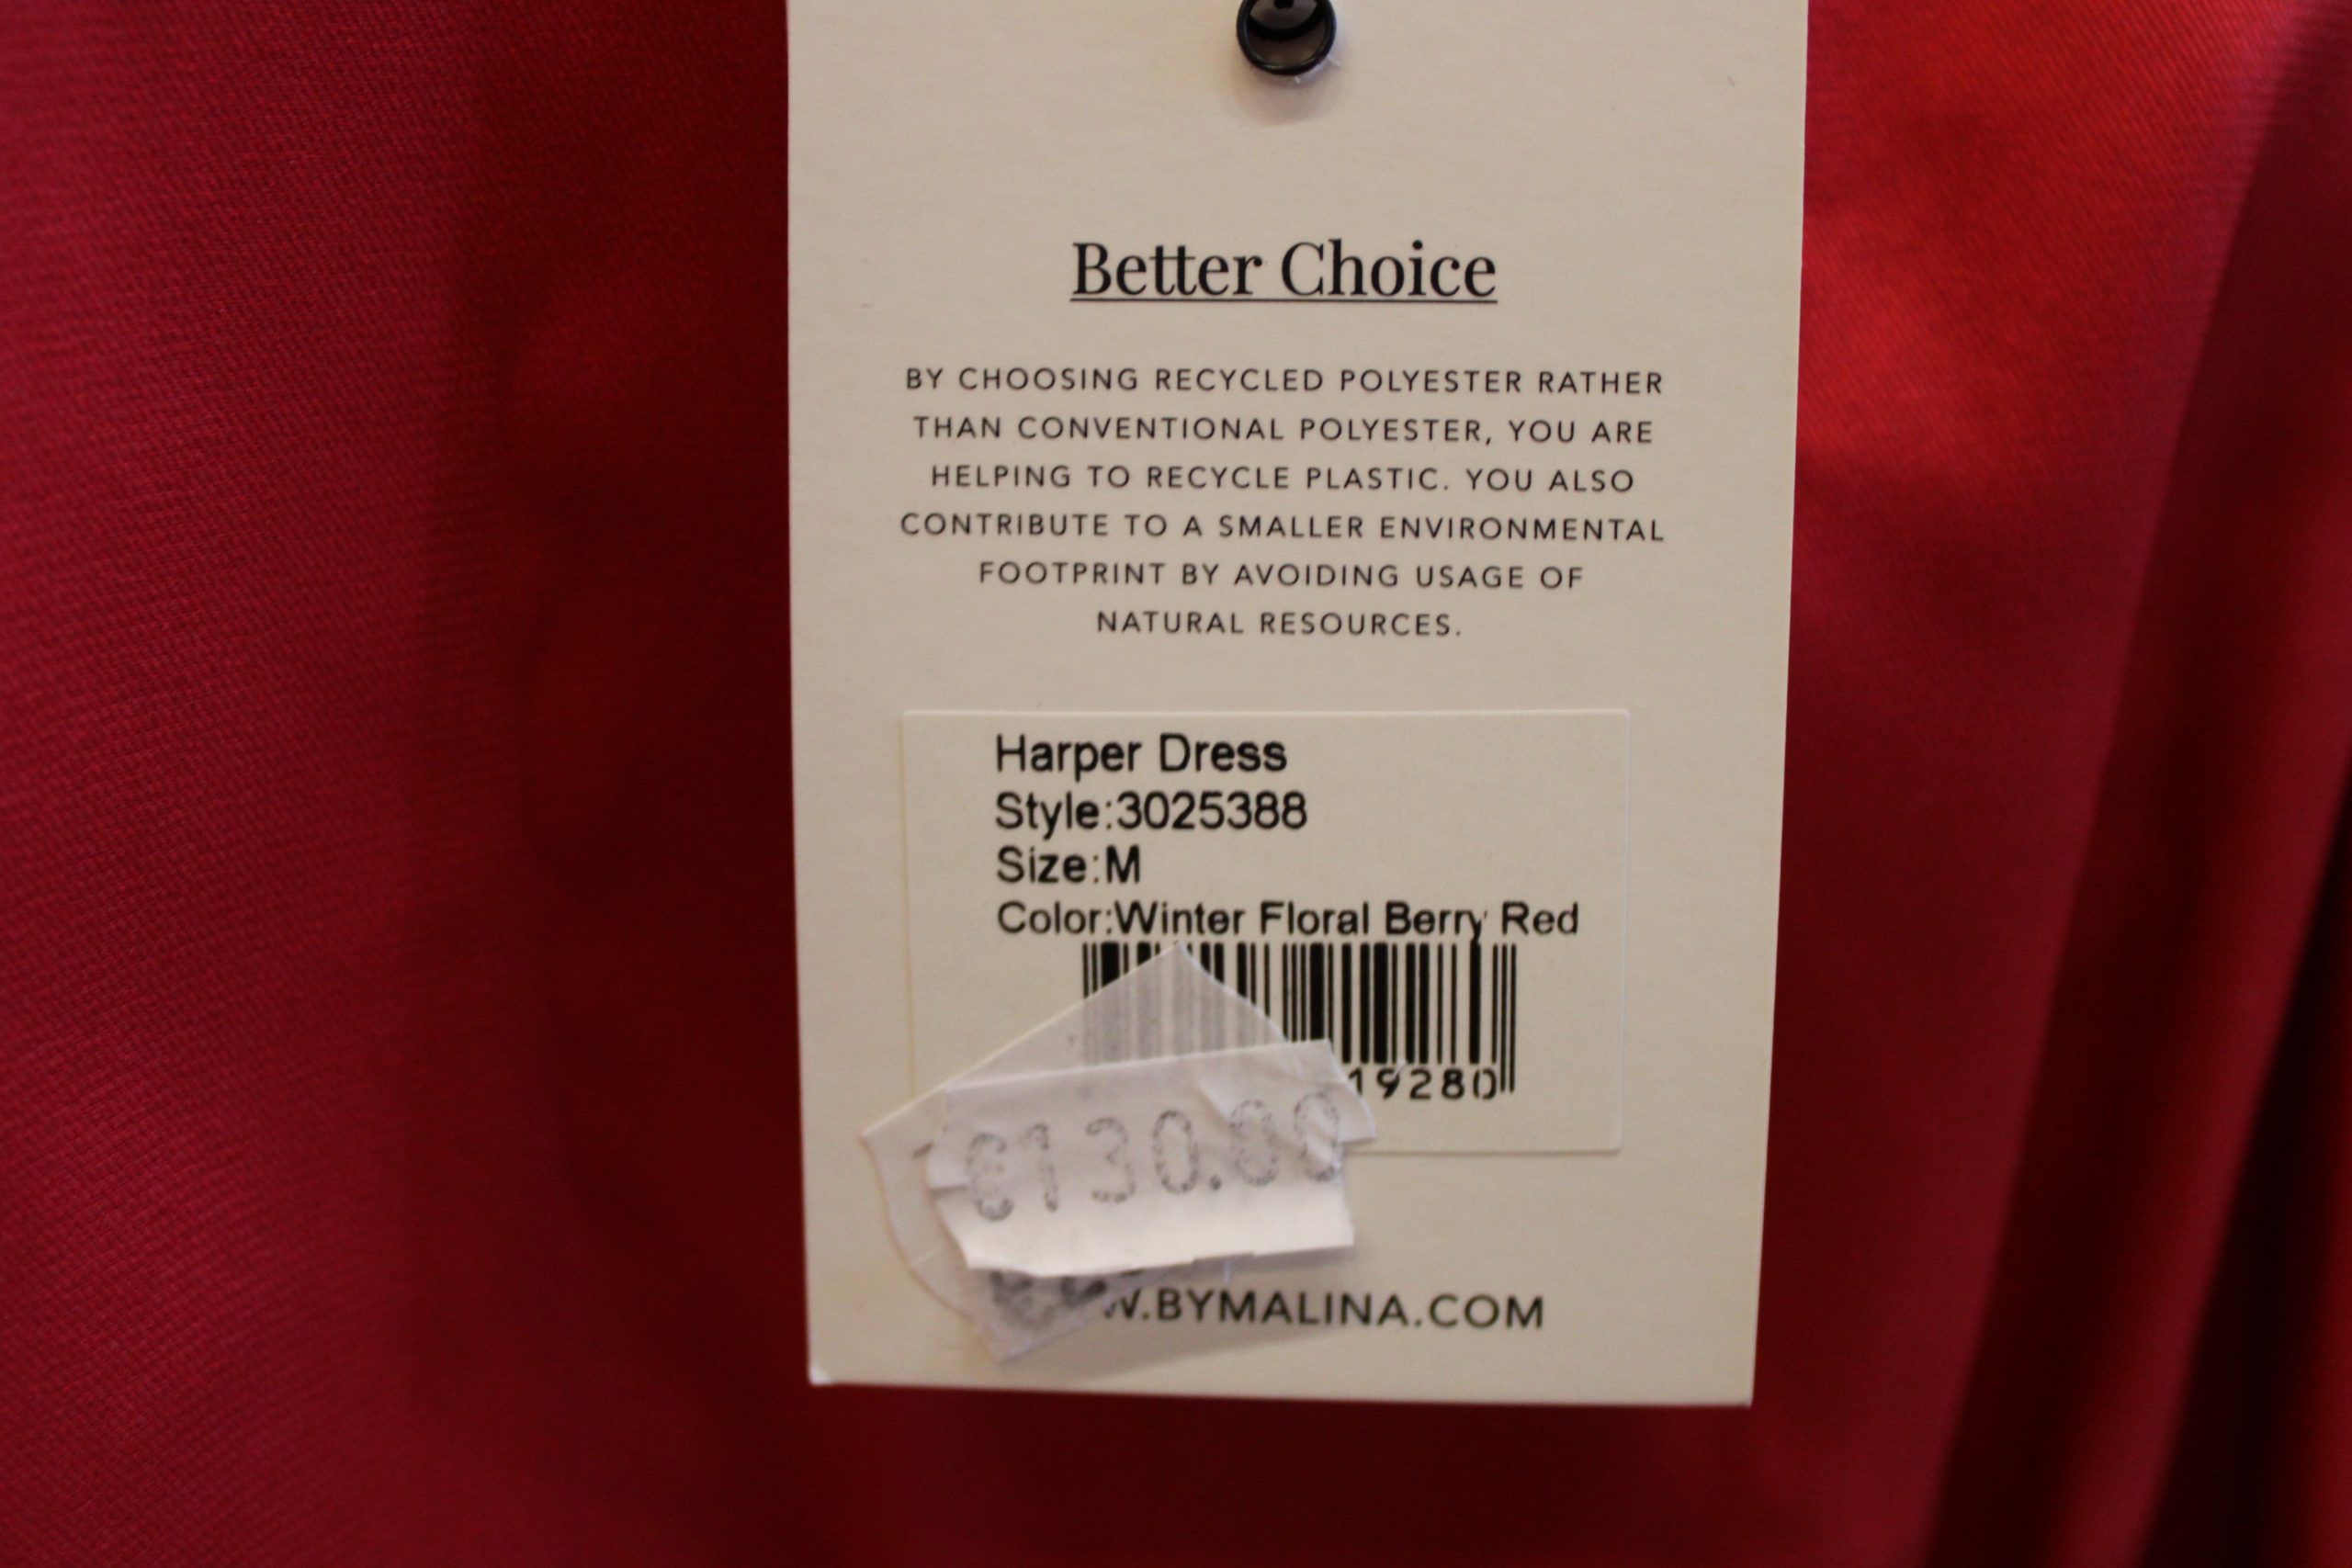 Better Choice
BY CHOOSING RECYCLED POLYESTER RATHER
THAN CONVENTIONAL POLYESTER, YOU ARE
HELPING TO RECYCLE PLASTIC. YOU ALSO
CONTRIBUTE TO A SMALLER ENVIRONMENTAL
FOOTPRINT BY AVOIDING USAGE OF
NATURAL RESOURCES.
Harper Dress
Style:3025388
Size:M
Color:Winter Floral Berry Red
19280
€130.00
W.BYMALINA.COM